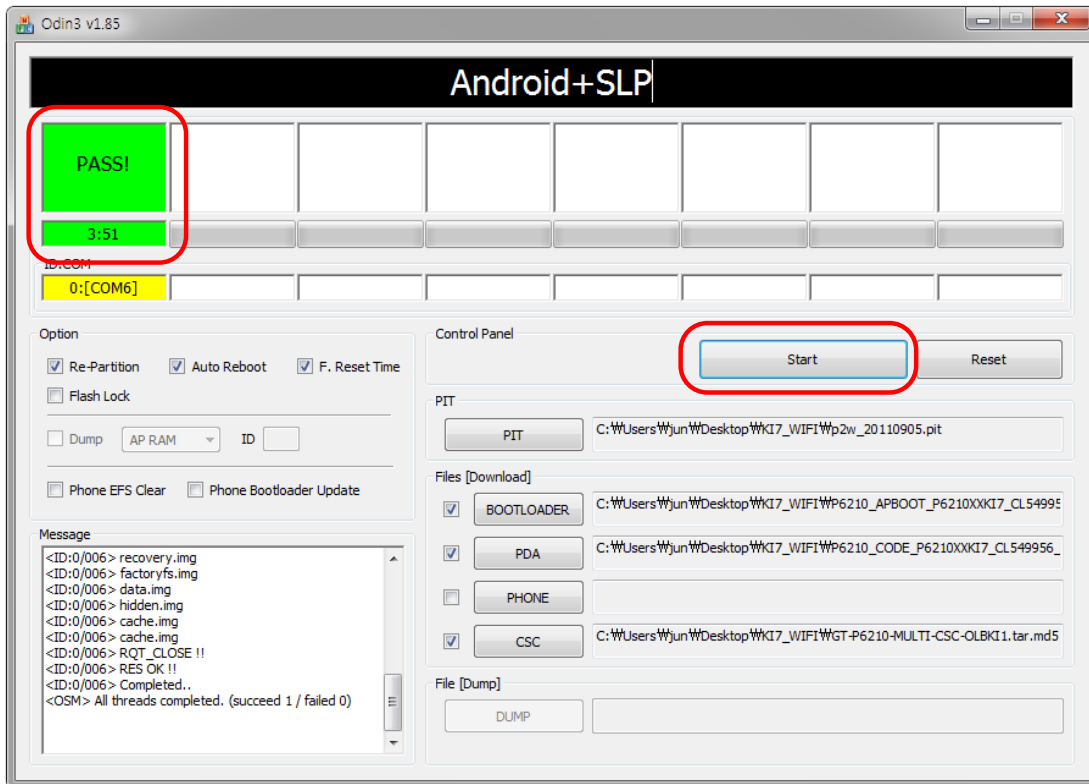 Odin3 v1.85
Android+SLP
PASS!
3:51
ID:COM
0:[COM6]
Option
Re-Partition Auto Reboot F. Reset Time
Flash Lock
Dump AP RAM ID
Phone EFS Clear Phone Bootloader Update
Message
<ID:0/006> recovery.img
<ID:0/006> factoryfs.img
<ID:0/006> data.img
<ID:0/006> hidden.img
<ID:0/006> cache.img
<ID:0/006> cache.img
<ID:0/006> RQT_CLOSE !!
<ID:0/006> RES OK !!
<ID:0/006> Completed..
<OSM> All threads completed. (succeed 1 / failed 0)
Control Panel
Start Reset
PIT
PIT C:₩Users₩jun₩Desktop₩KI7_WIFI₩p2w_20110905.pit
Files [Download]
BOOTLOADER C:₩Users₩jun₩Desktop₩KI7_WIFI₩P6210_APBOOT_P6210XXKI7_CL54995
PDA C:₩Users₩jun₩Desktop₩KI7_WIFI₩P6210_CODE_P6210XXKI7_CL549956_
PHONE
CSC C:₩Users₩jun₩Desktop₩KI7_WIFI₩GT-P6210-MULTI-CSC-OLBKI1.tar.md5
File [Dump]
DUMP